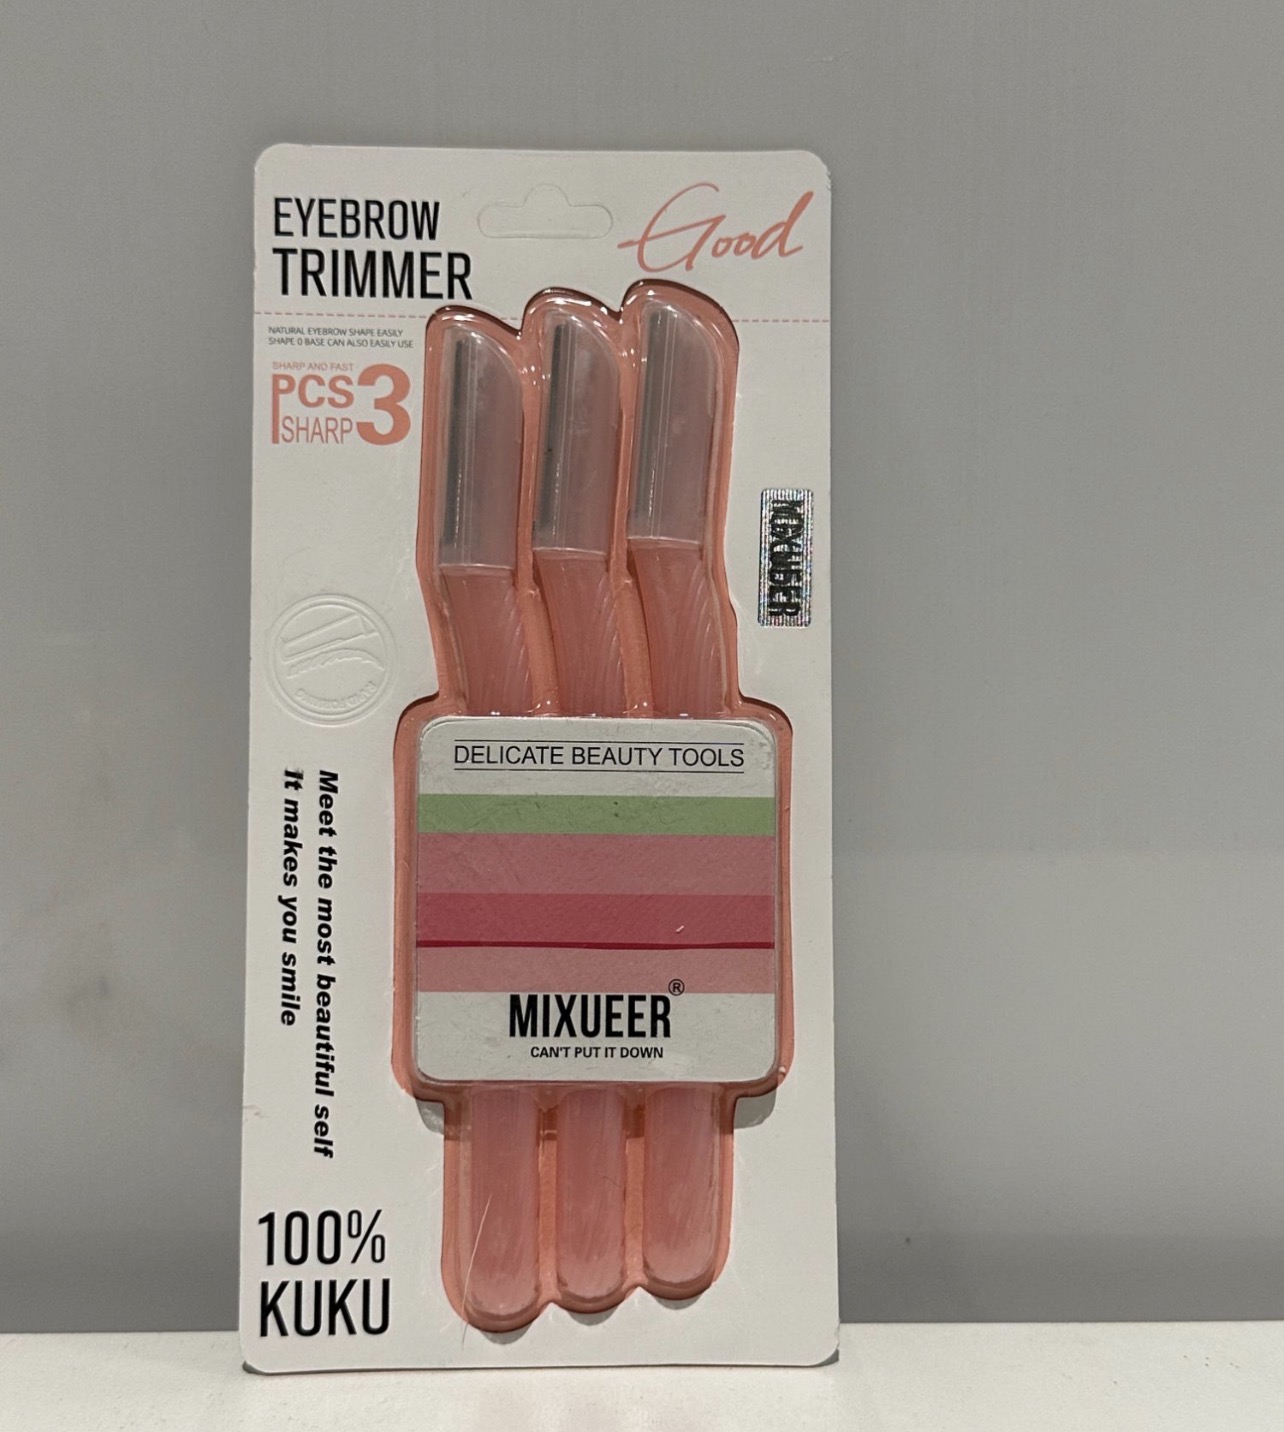 EYEBROW
TRIMMER
Good
NATURAL EYEBROW SHAPE EASILY
SHAPE 0 BASE CAN ALSO EASILY USE
SHARP AND FAST
PCS 3
SHARP
MIXUEER
DELICATE BEAUTY TOOLS
MIXUEER®
CAN'T PUT IT DOWN
Meet the most beautiful self
It makes you smile
100%
KUKU